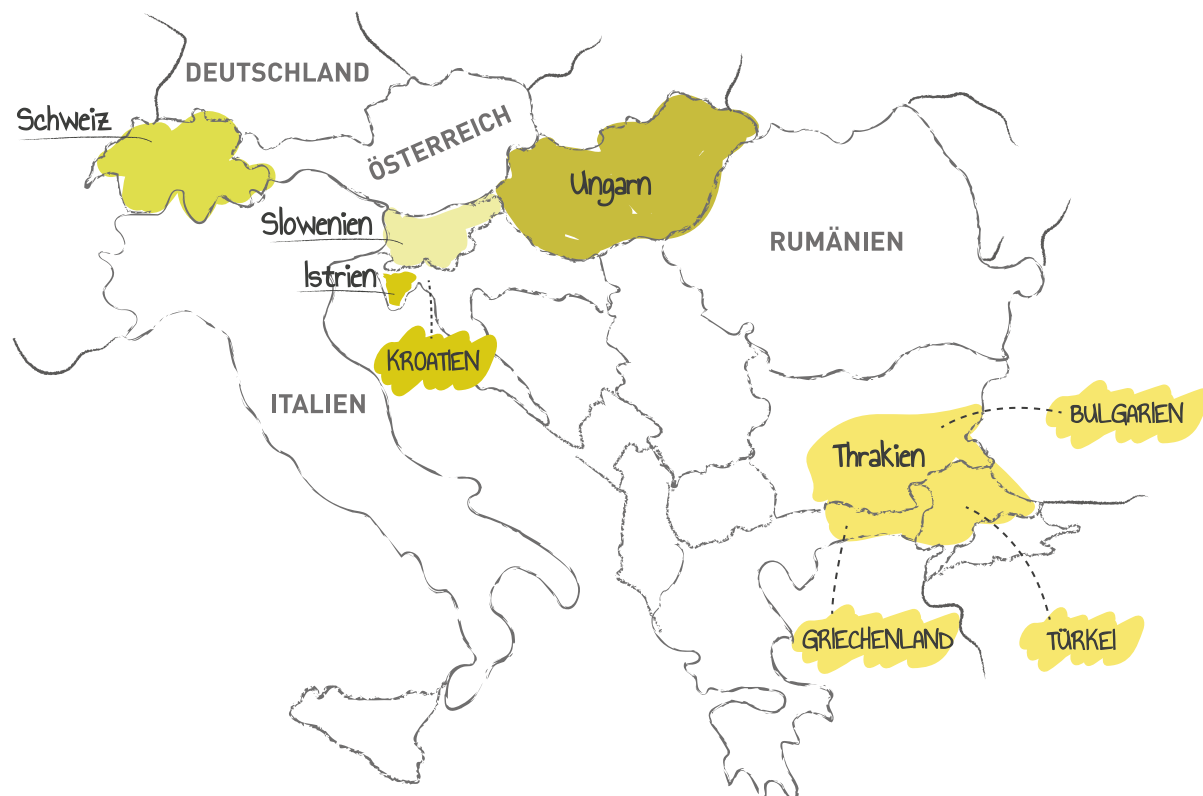 DEUTSCHLAND
Schweiz
ÖSTERREICH
Ungarn
Slowenien
RUMÄNIEN
Istrien
KROATIEN
ITALIEN
BULGARIEN
Thrakien
GRIECHENLAND
TÜRKEI